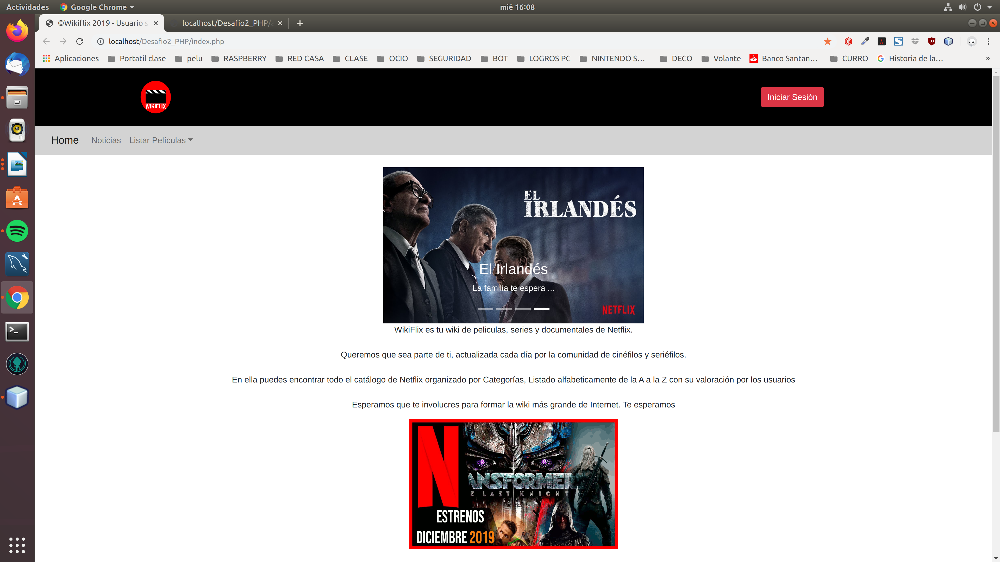 Actividades
Google Chrome
mié 16:08
©Wikiflix 2019 - Usuario s
localhost/Desafio2_PHP/
localhost/Desafio2_PHP/index.php
Aplicaciones
Portatil clase
pelu
RASPBERRY
RED CASA
CLASE
OCIO
SEGURIDAD
BOT
LOGROS PC
NINTENDO S...
DECO
Volante
Banco Santan...
CURRO
Historia de la...
»
WIKIFLIX
Iniciar Sesión
Home
Noticias
Listar Películas
EL
IRLANDÉS
El Irlandés
La familia te espera ...
NETFLIX
WikiFlix es tu wiki de peliculas, series y documentales de Netflix.
Queremos que sea parte de ti, actualizada cada día por la comunidad de cinéfilos y seriéfilos.
En ella puedes encontrar todo el catálogo de Netflix organizado por Categorías, Listado alfabeticamente de la A a la Z con su valoración por los usuarios
Esperamos que te involucres para formar la wiki más grande de Internet. Te esperamos
N
ANSFORMER
E LAST KNIGHT
ESTRENOS
DICIEMBRE 2019